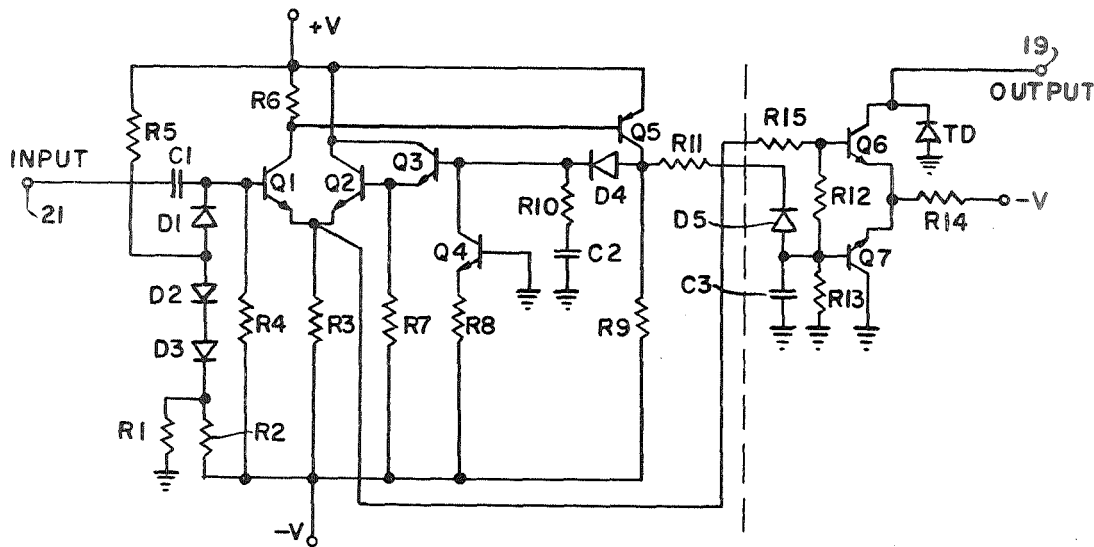 +V
19
OUTPUT
R6
R5
Q5
R11
R15
Q6
TD
INPUT
C1
Q1
Q2
Q3
D4
21
D1
R10
R12
-V
D5
R14
Q4
C2
Q7
D2
C3
R13
R4
R3
R7
R8
R9
D3
R1
R2
-V